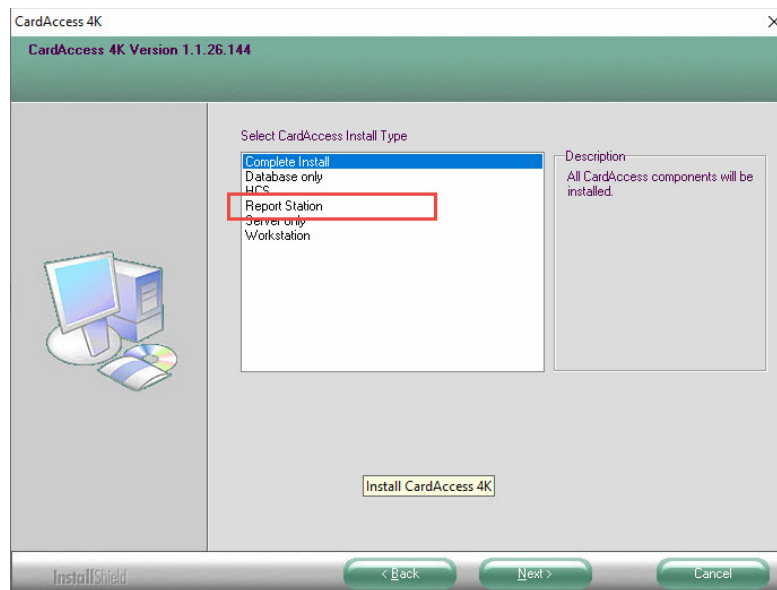 CardAccess 4K
CardAccess 4K Version 1.1.26.144
Select CardAccess Install Type
Complete Install
Database only
HCS
Report Station
Server only
Workstation
Description
All CardAccess components will be
installed.
Install CardAccess 4K
InstallShield
< Back
Next >
Cancel